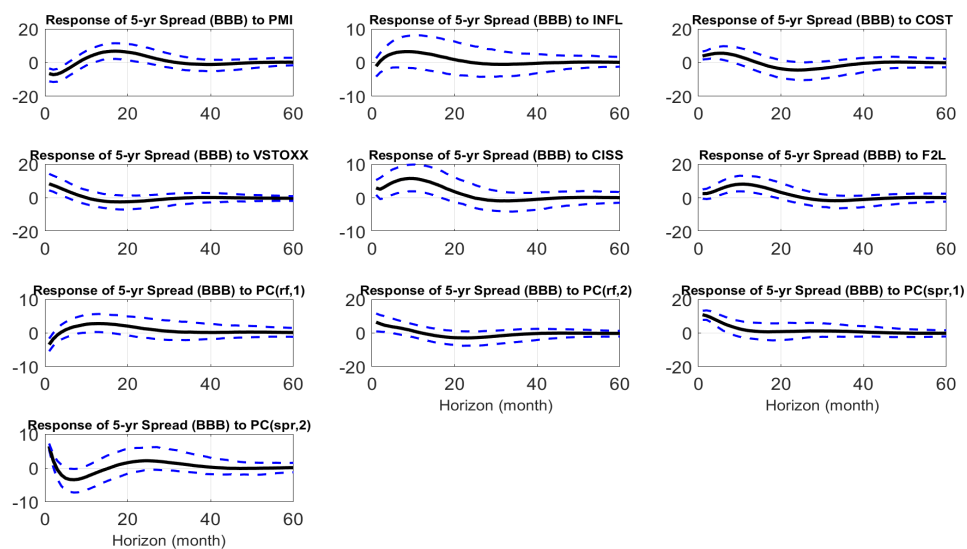 Response of 5-yr Spread (BBB) to PMI
20
0
-20
0 20 40 60
Response of 5-yr Spread (BBB) to INFL
10
0
-10
0 20 40 60
Response of 5-yr Spread (BBB) to COST
20
0
-20
0 20 40 60
Response of 5-yr Spread (BBB) to VSTOXX
20
0
-20
0 20 40 60
Response of 5-yr Spread (BBB) to CISS
10
0
-10
0 20 40 60
Response of 5-yr Spread (BBB) to F2L
20
0
-20
0 20 40 60
Response of 5-yr Spread (BBB) to PC(rf,1)
10
0
-10
0 20 40 60
Response of 5-yr Spread (BBB) to PC(rf,2)
20
0
-20
0 20 40 60
Horizon (month)
Response of 5-yr Spread (BBB) to PC(spr,1)
20
0
-20
0 20 40 60
Horizon (month)
Response of 5-yr Spread (BBB) to PC(spr,2)
10
0
-10
0 20 40 60
Horizon (month)